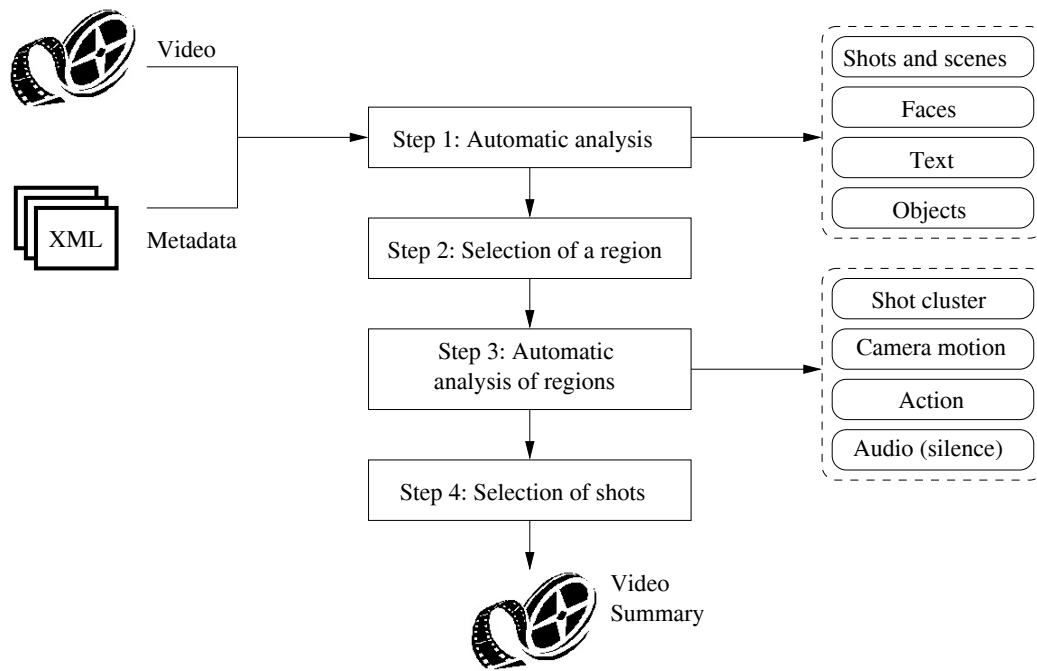 Video
XML
Metadata
Step 1: Automatic analysis
Shots and scenes
Faces
Text
Objects
Step 2: Selection of a region
Step 3: Automatic
analysis of regions
Shot cluster
Camera motion
Action
Audio (silence)
Step 4: Selection of shots
Video
Summary